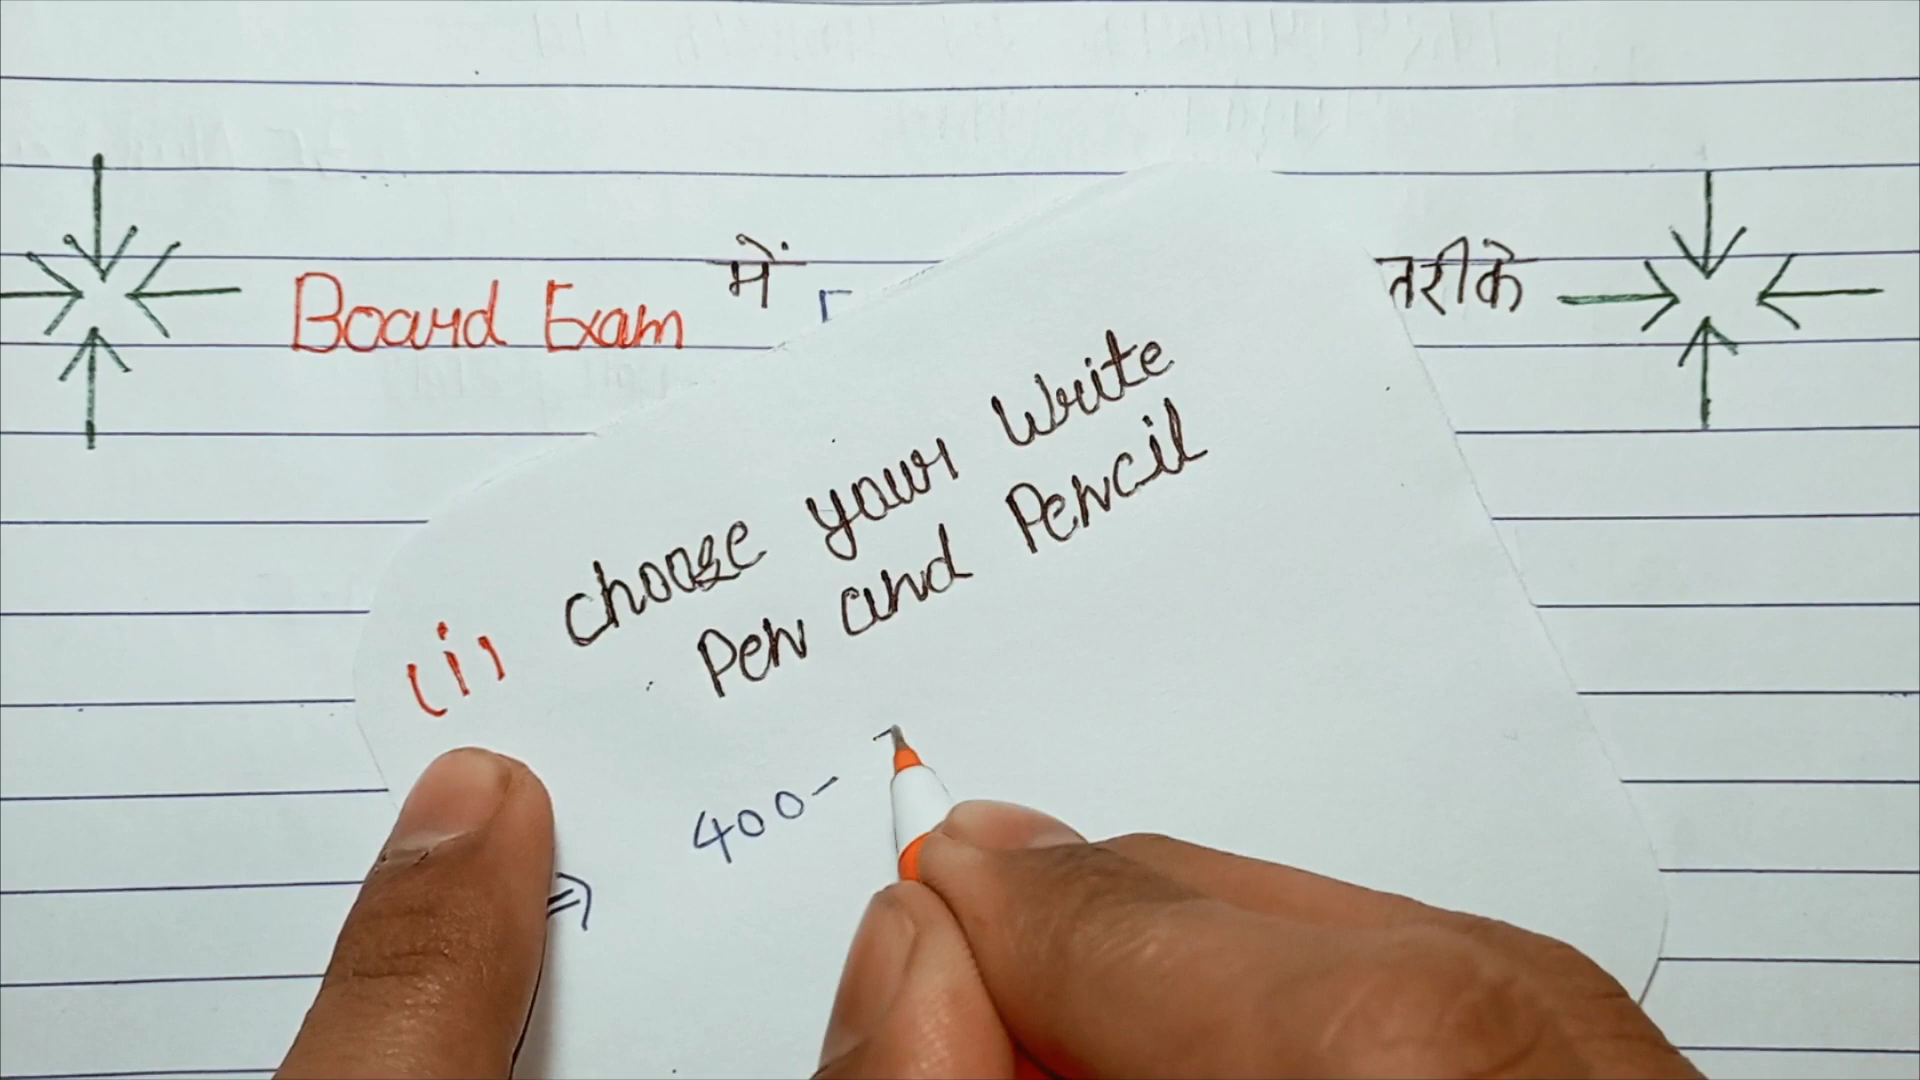 Board Exam में तरीके
(i) choose your Write
Pen and Pencil
400-